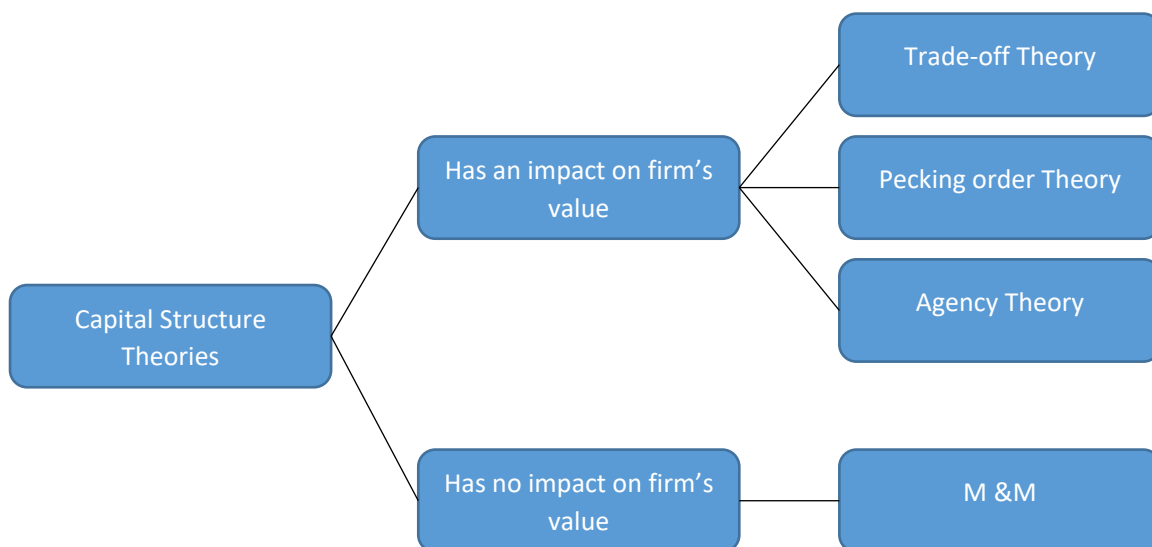 Trade-off Theory
Has an impact on firm’s
value
Pecking order Theory
Agency Theory
Capital Structure
Theories
Has no impact on firm’s
value
M &M